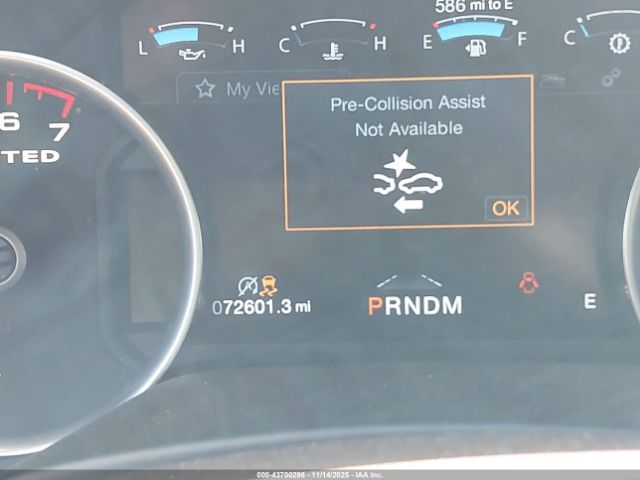 586 mi to E
L H C H E F C
My Vie
Pre-Collision Assist
Not Available
OK
6 7
TED
072601.3 mi
PRNDM
E
000-43700298 - 11/14/2025 - IAA Inc.